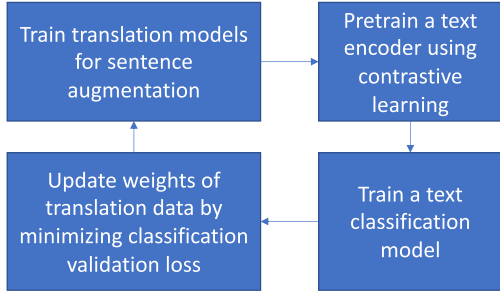 Train translation models
for sentence
augmentation
Pretrain a text
encoder using
contrastive
learning
Train a text
classification
model
Update weights of
translation data by
minimizing classification
validation loss